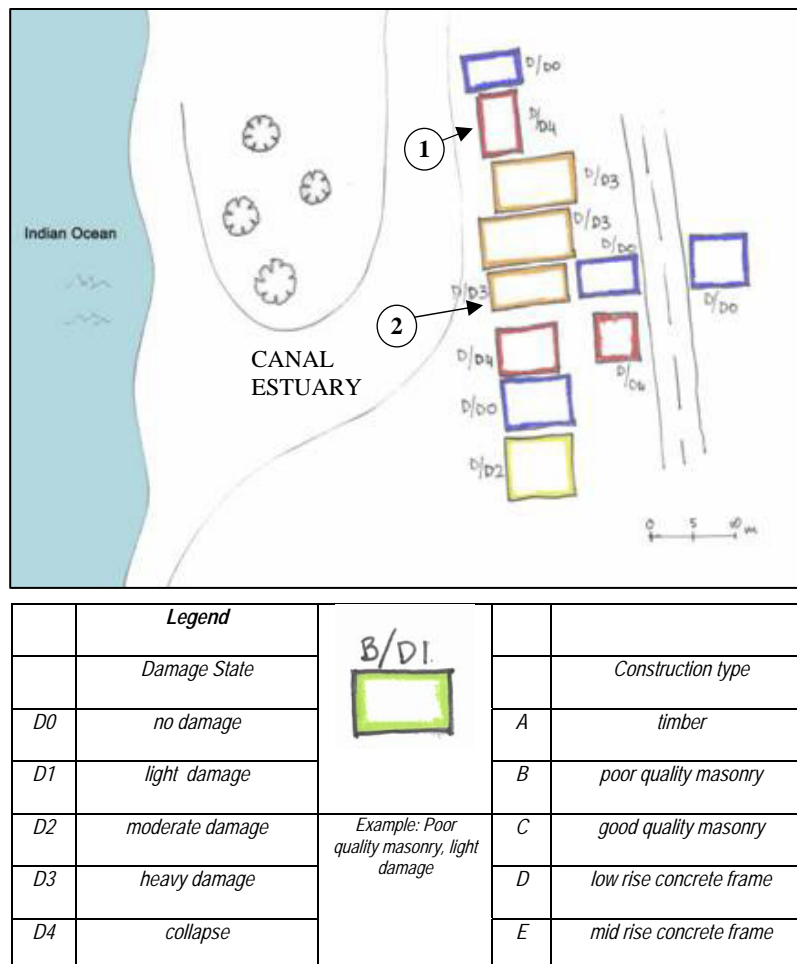 D/D0
D/D4
1
D/D3
D/D3
Indian Ocean
D/D0
D/D3
D/D0
2
CANAL
ESTUARY
D/D4
D/D4
D/D0
D/D2
0 5 10 m
Legend
B/D1.
Damage State
Construction type
D0 no damage
A timber
D1 light damage
B poor quality masonry
D2 moderate damage
Example: Poor
quality masonry, light
damage
C good quality masonry
D3 heavy damage
D low rise concrete frame
D4 collapse
E mid rise concrete frame